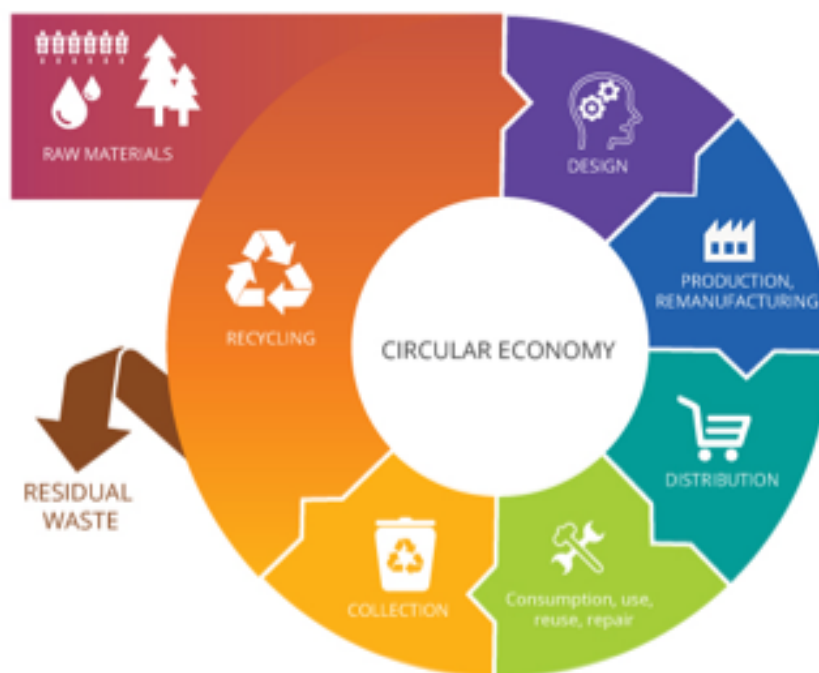 RAW MATERIALS
DESIGN
PRODUCTION,
REMANUFACTURING
RECYCLING
CIRCULAR ECONOMY
DISTRIBUTION
RESIDUAL
WASTE
Consumption, use,
reuse, repair
COLLECTION